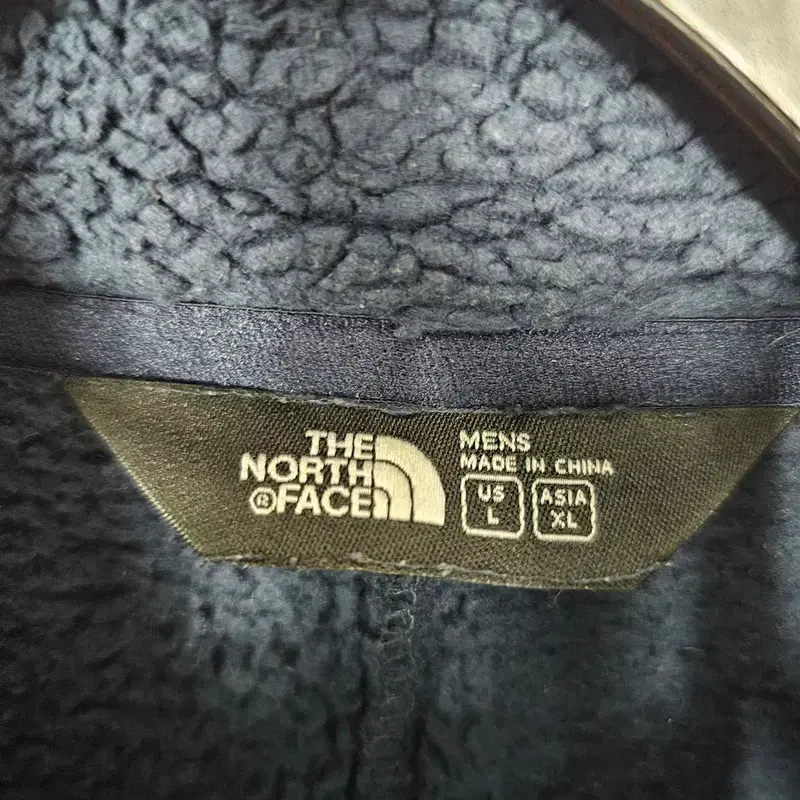 THE
NORTH
®FACE
MENS
MADE IN CHINA
US
L
ASIA
XL